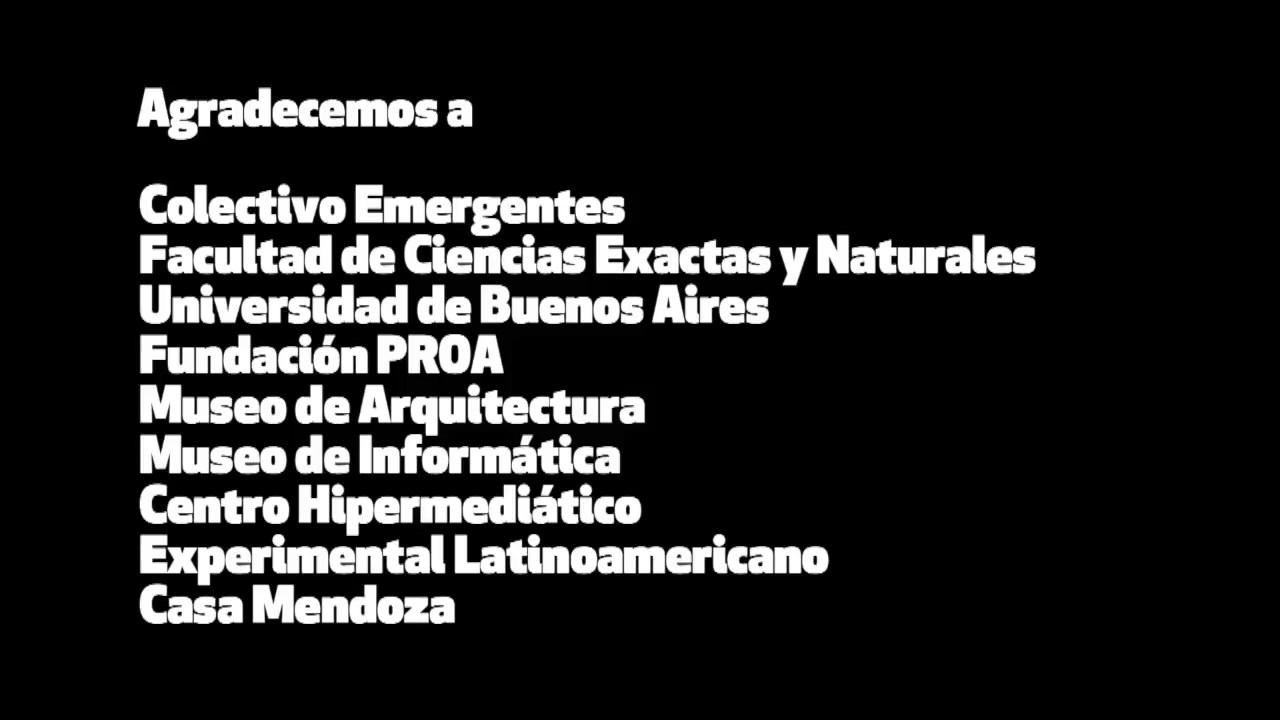 Agradecemos a
Colectivo Emergentes
Facultad de Ciencias Exactas y Naturales
Universidad de Buenos Aires
Fundación PROA
Museo de Arquitectura
Museo de Informática
Centro Hipermediático
Experimental Latinoamericano
Casa Mendoza